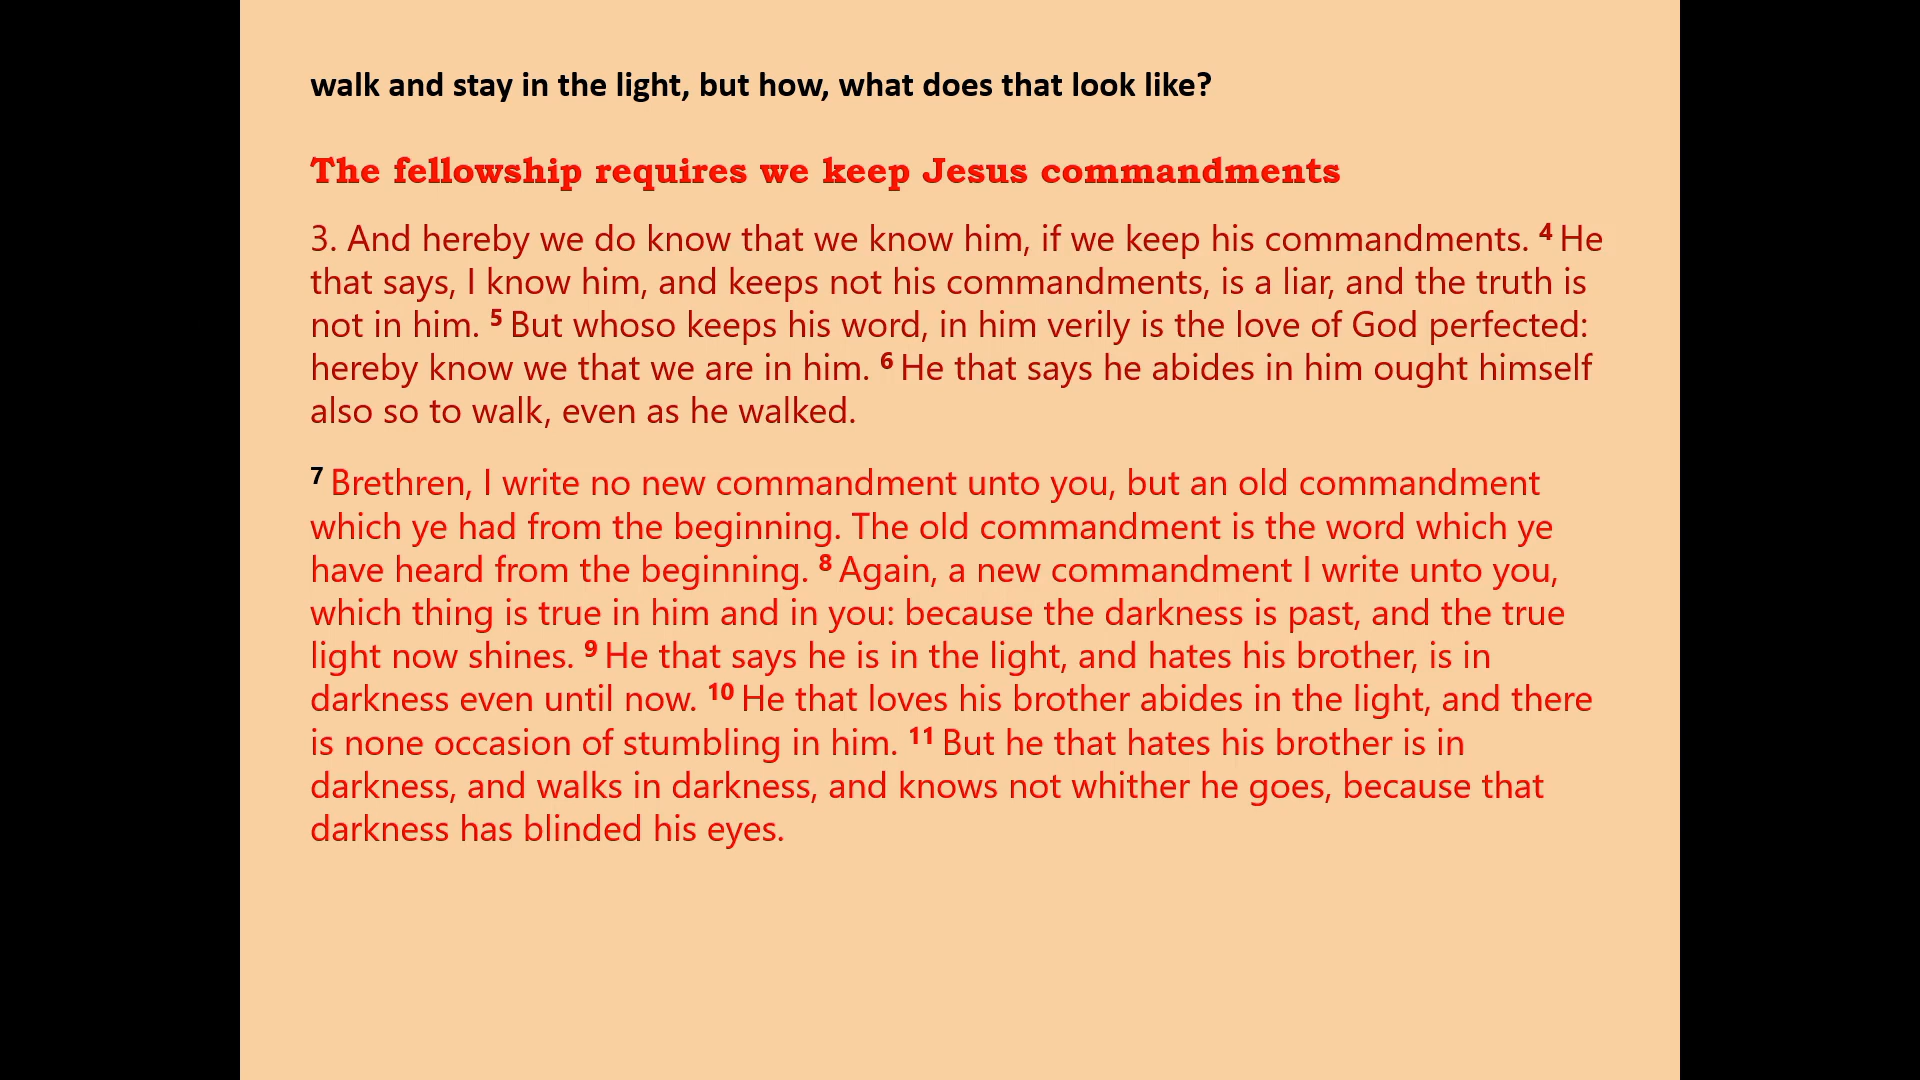 walk and stay in the light, but how, what does that look like?
The fellowship requires we keep Jesus commandments
3. And hereby we do know that we know him, if we keep his commandments. 4 He
that says, I know him, and keeps not his commandments, is a liar, and the truth is
not in him. 5 But whoso keeps his word, in him verily is the love of God perfected:
hereby know we that we are in him. 6 He that says he abides in him ought himself
also so to walk, even as he walked.
7 Brethren, I write no new commandment unto you, but an old commandment
which ye had from the beginning. The old commandment is the word which ye
have heard from the beginning. 8 Again, a new commandment I write unto you,
which thing is true in him and in you: because the darkness is past, and the true
light now shines. 9 He that says he is in the light, and hates his brother, is in
darkness even until now. 10 He that loves his brother abides in the light, and there
is none occasion of stumbling in him. 11 But he that hates his brother is in
darkness, and walks in darkness, and knows not whither he goes, because that
darkness has blinded his eyes.